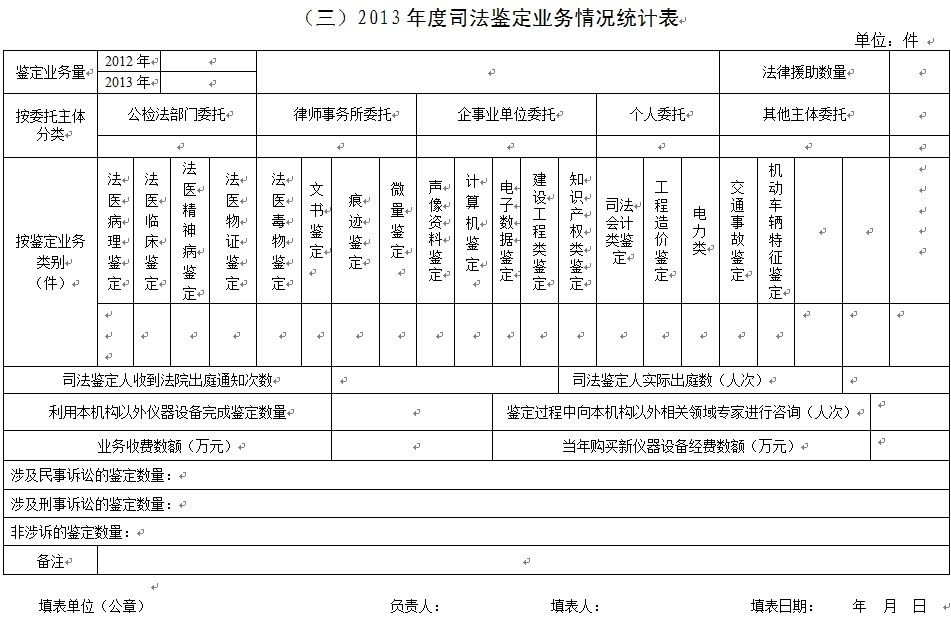 （三）2013 年度司法鉴定业务情况统计表
单位：件
鉴定业务量
2012 年
2013 年
法律援助数量
按委托主体
分类
公检法部门委托
律师事务所委托
企事业单位委托
个人委托
其他主体委托
按鉴定业务
类别
（件）
法医病理鉴定
法医临床鉴定
法医精神病鉴定
法医物证鉴定
法医毒物鉴定
文书鉴定
痕迹鉴定
微量鉴定
声像资料鉴定
计算机鉴定
电子数据鉴定
建设工程类鉴定
知识产权类鉴定
司法会计鉴定类
工程造价鉴定
电力类
交通事故鉴定
机动车辆特征鉴定
司法鉴定人收到法院出庭通知次数
司法鉴定人实际出庭数（人次）
利用本机构以外仪器设备完成鉴定数量
鉴定过程中向本机构以外相关领域专家进行咨询（人次）
业务收费数额（万元）
当年购买新仪器设备经费数额（万元）
涉及民事诉讼的鉴定数量：
涉及刑事诉讼的鉴定数量：
非涉诉的鉴定数量：
备注
填表单位（公章） 负责人： 填表人： 填表日期： 年 月 日